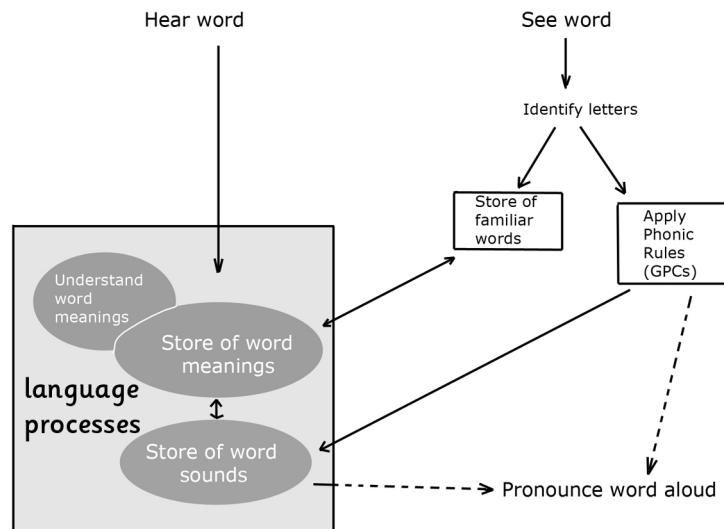 Hear word
See word
Identify letters
Store of
familiar
words
Apply
Phonic
Rules
(GPCs)
Understand
word
meanings
Store of word
meanings
language
processes
Store of word
sounds
Pronounce word aloud